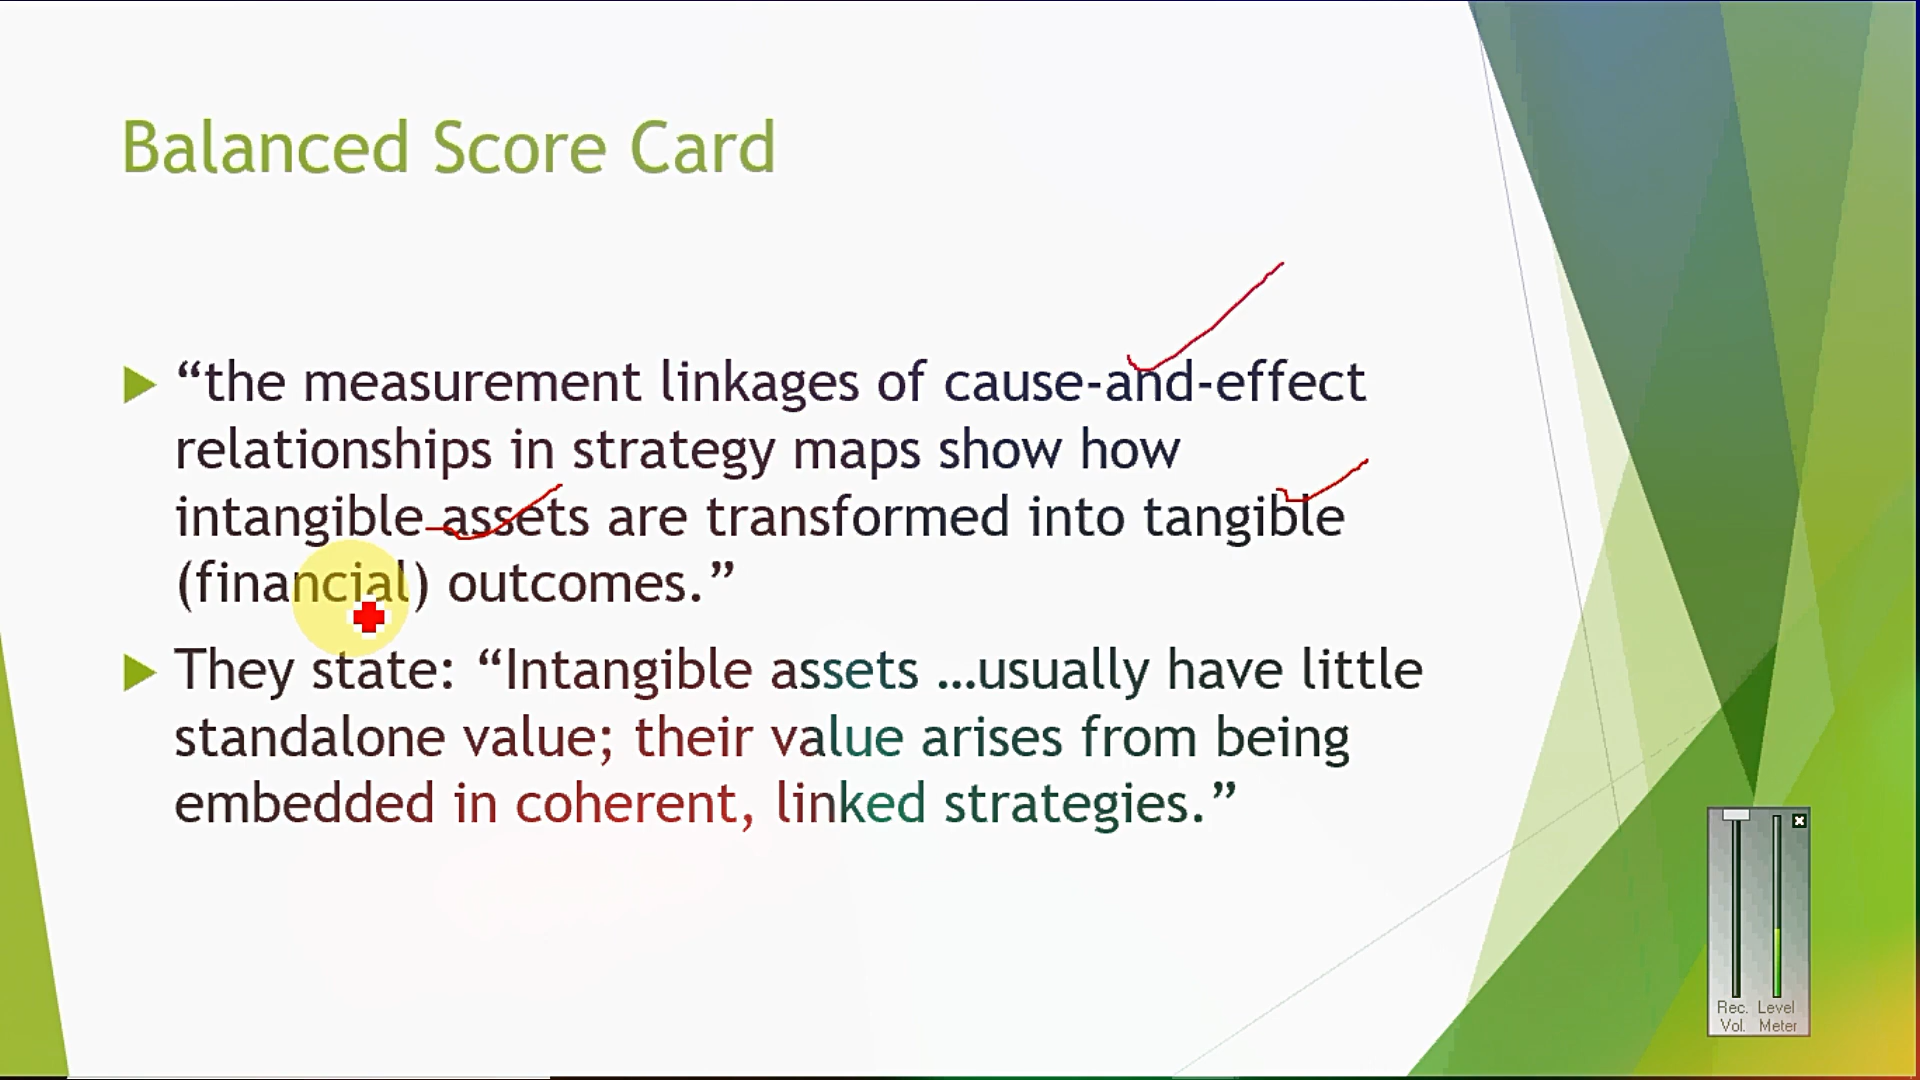 Balanced Score Card
“the measurement linkages of cause-and-effect
relationships in strategy maps show how
intangible assets are transformed into tangible
(financial) outcomes.”
They state: “Intangible assets …usually have little
standalone value; their value arises from being
embedded in coherent, linked strategies.”
Rec. Level
Vol. Meter